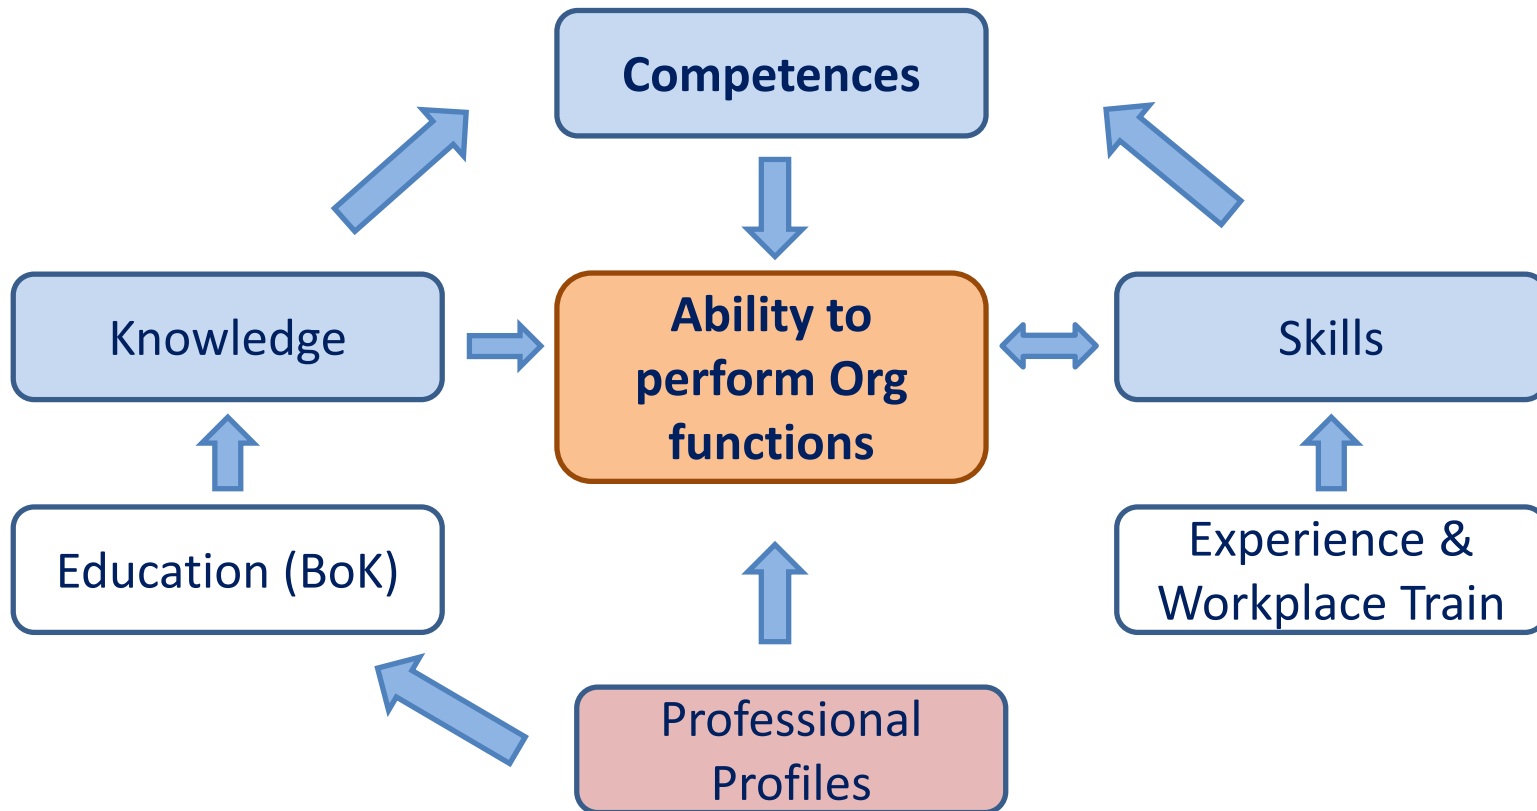 Competences
Knowledge
Ability to
perform Org
functions
Skills
Education (BoK)
Experience &
Workplace Train
Professional
Profiles